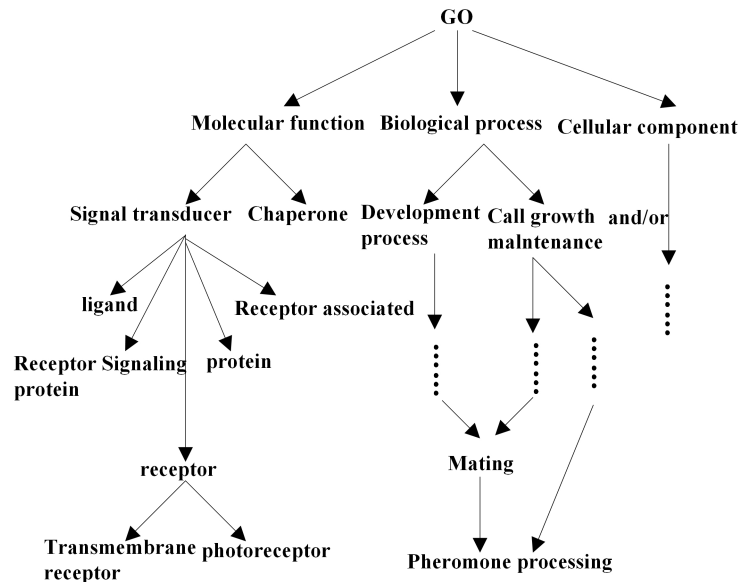 GO
Molecular function
Biological process
Cellular component
Signal transducer
Chaperone
Development
process
Call growth
malntenance
and/or
ligand
Receptor associated
Receptor Signaling
protein
protein
receptor
Mating
Transmembrane
receptor
photoreceptor
Pheromone processing